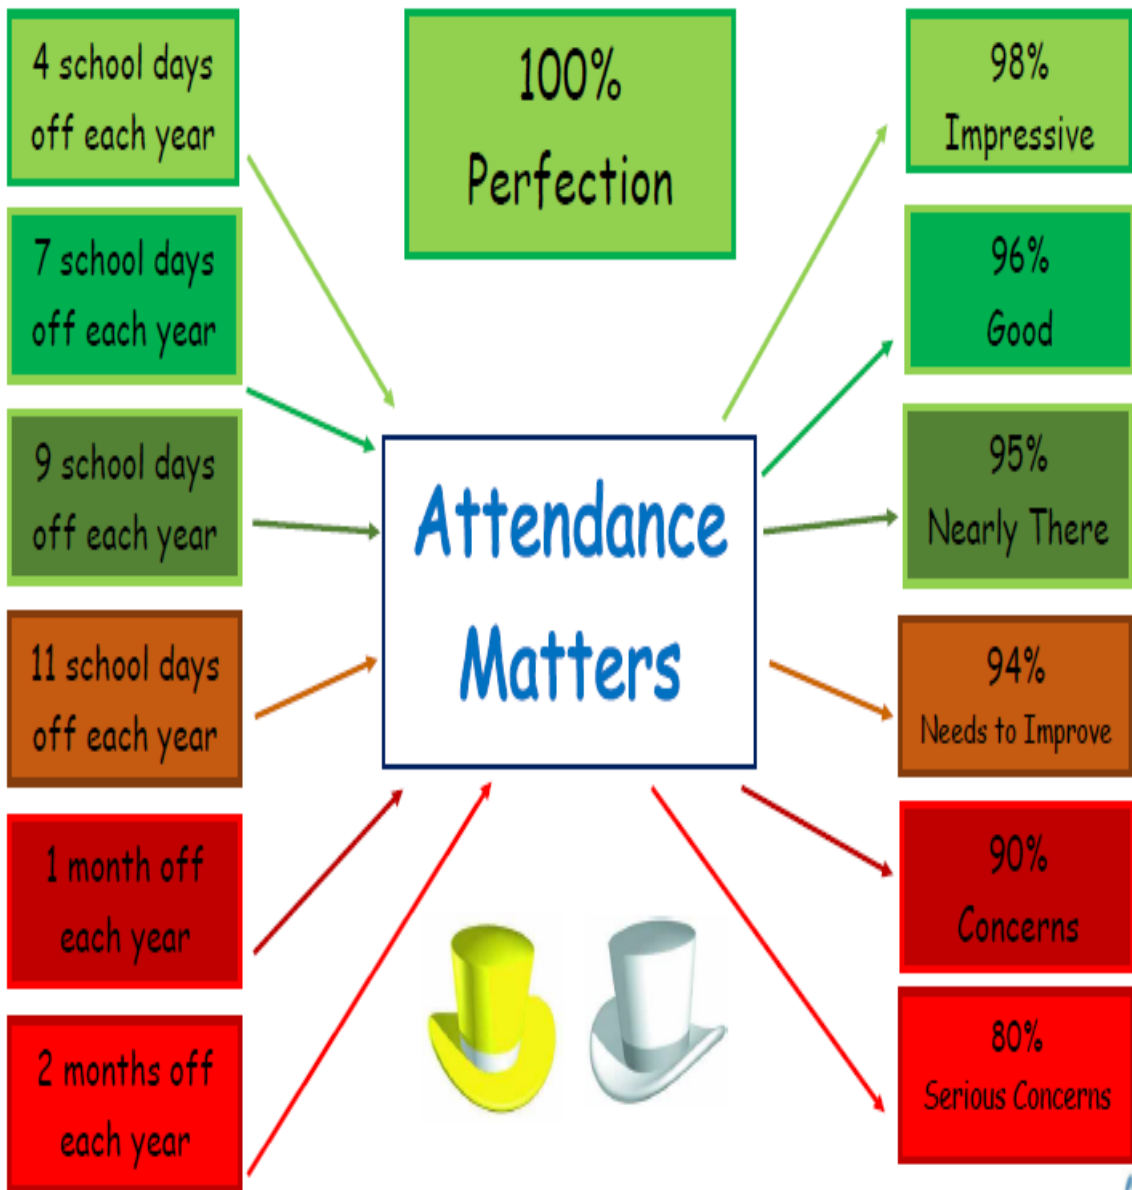 4 school days
off each year
100%
Perfection
98%
Impressive
7 school days
off each year
96%
Good
9 school days
off each year
Attendance
Matters
95%
Nearly There
11 school days
off each year
94%
Needs to Improve
1 month off
each year
90%
Concerns
2 months off
each year
80%
Serious Concerns